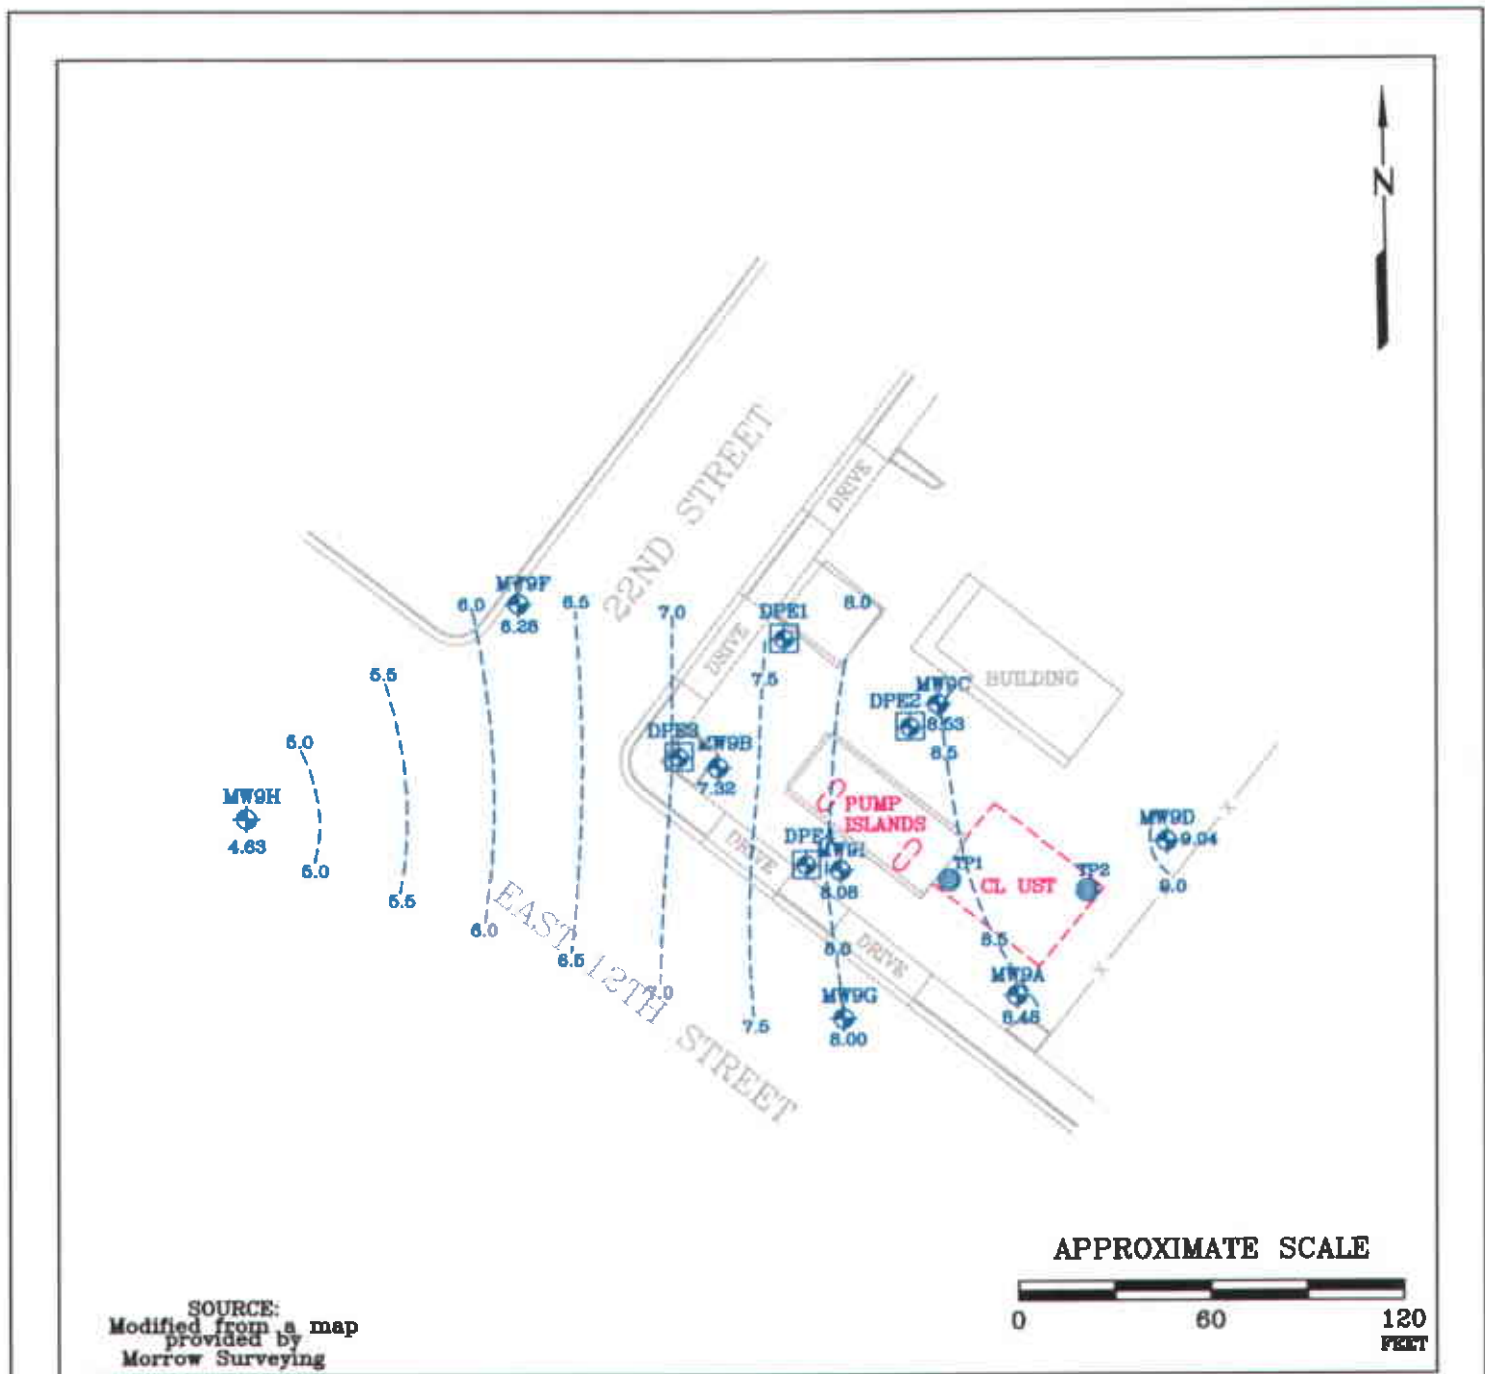 N
22ND STREET
DRIVE
MW9F
6.28
6.0
6.5
7.0
DPE1
8.0
DRIVE
7.5
5.5
BUILDING
MW9C
DPE2
8.53
8.5
DPE3
MW9B
7.32
5.0
MW9H
4.63
5.0
PUMP
ISLANDS
MW9D
9.04
DRIVE
DPE4
MW9I
8.08
TP1
CL UST
TP2
9.0
5.5
6.0
EAST 12TH STREET
6.5
8.0
DRIVE
8.5
MW9A
8.48
7.0
MW9G
8.00
7.5
X
X
APPROXIMATE SCALE
0 60 120
FEET
SOURCE:
Modified from a map
provided by
Morrow Surveying